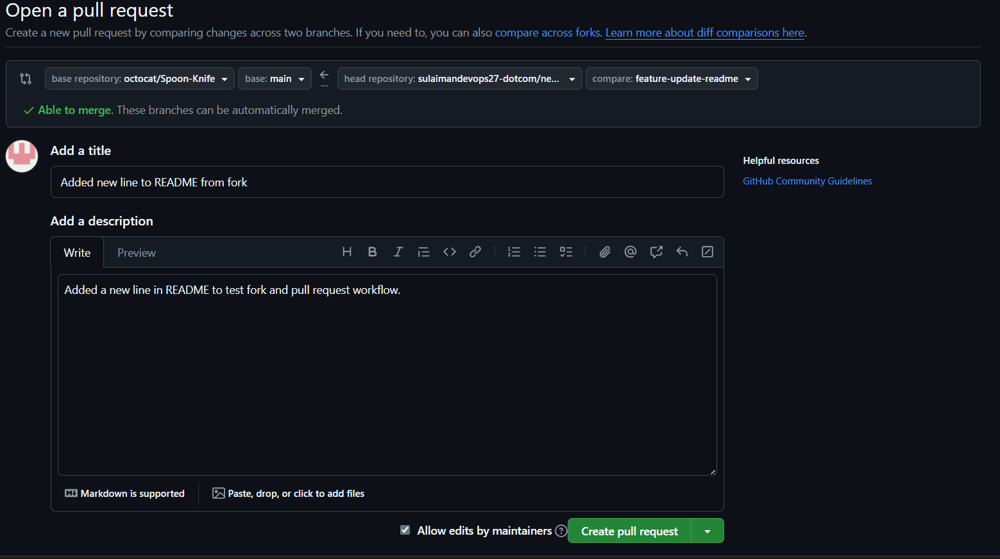 Open a pull request
Create a new pull request by comparing changes across two branches. If you need to, you can also compare across forks. Learn more about diff comparisons here.
base repository: octocat/Spoon-Knife base: main ... head repository: sulaimandevops27-dotcom/ne... compare: feature-update-readme
Able to merge. These branches can be automatically merged.
Add a title
Helpful resources
Added new line to README from fork
GitHub Community Guidelines
Add a description
Write Preview
Added a new line in README to test fork and pull request workflow.
Markdown is supported Paste, drop, or click to add files
Allow edits by maintainers Create pull request